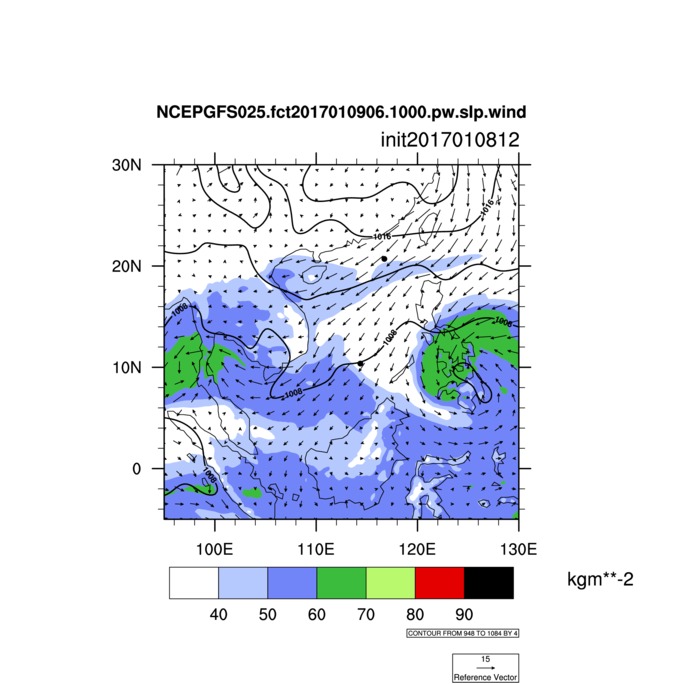 NCEPGFS025.fct2017010906.1000.pw.slp.wind
init2017010812
30N
1016
1016
20N
1008
1008
1008
10N
1008
0
1008
100E 110E 120E 130E
kgm**-2
40 50 60 70 80 90
CONTOUR FROM 948 TO 1084 BY 4
15
Reference Vector